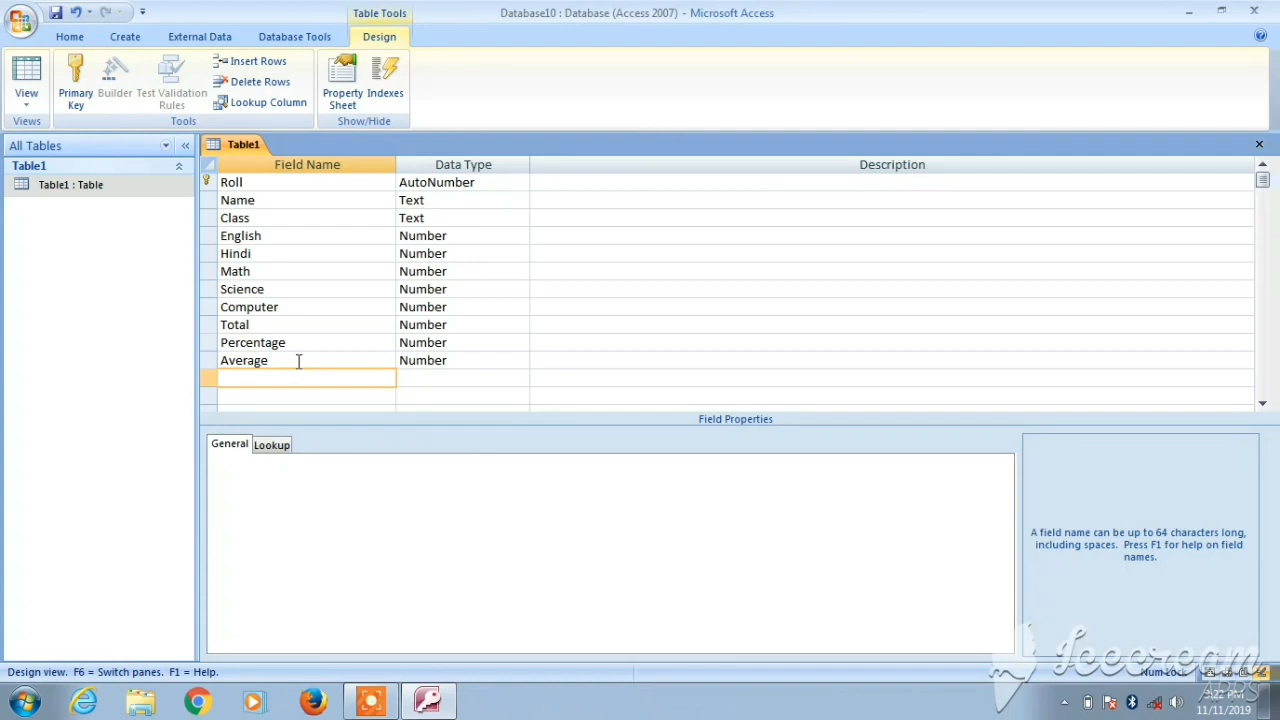 Database10 : Database (Access 2007) - Microsoft Access
Table Tools
Home
Create
External Data
Database Tools
Design
View
Primary Key
Builder
Test Validation Rules
Insert Rows
Delete Rows
Lookup Column
Property Sheet
Indexes
Views
Tools
Show/Hide
All Tables
Table1
Table1 : Table
Table1
Field Name Data Type Description
Roll AutoNumber
Name Text
Class Text
English Number
Hindi Number
Math Number
Science Number
Computer Number
Total Number
Percentage Number
Average Number
Field Properties
General
Lookup
A field name can be up to 64 characters long,
including spaces. Press F1 for help on field
names.
Design view. F6 = Switch panes. F1 = Help.
Num Lock
Icecream
APPS
3:22 PM
11/11/2019